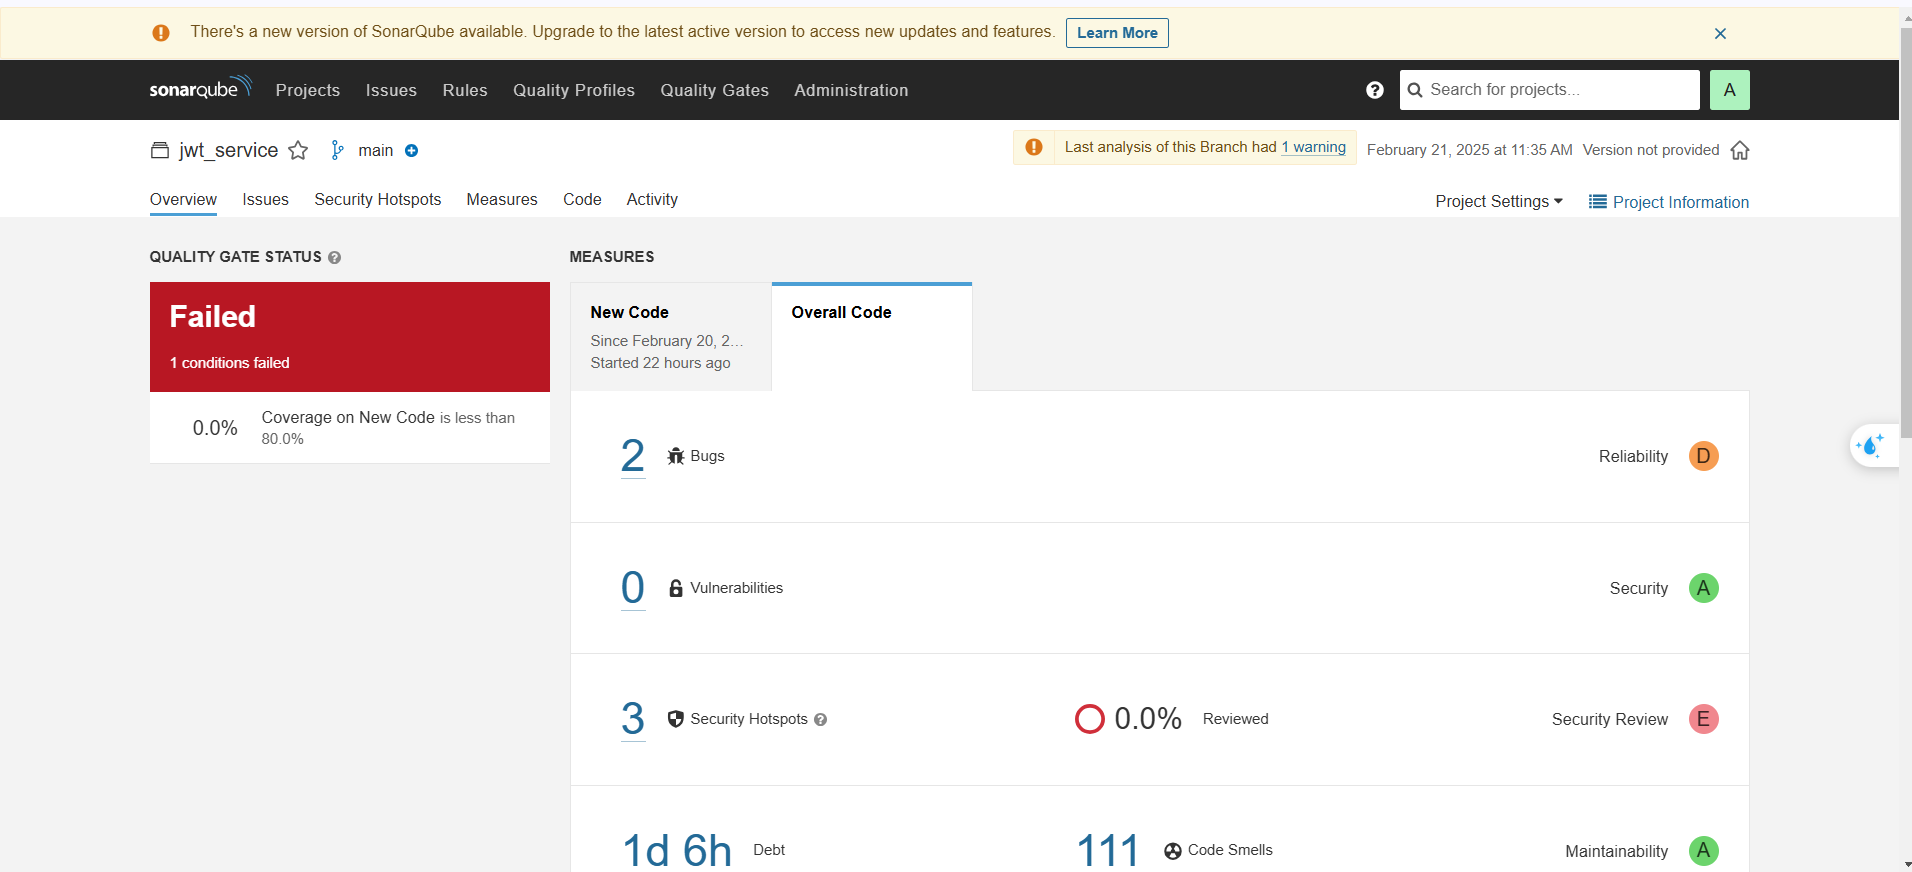 There's a new version of SonarQube available. Upgrade to the latest active version to access new updates and features. Learn More
sonarqube Projects Issues Rules Quality Profiles Quality Gates Administration Search for projects... A
jwt_service main Last analysis of this Branch had 1 warning February 21, 2025 at 11:35 AM Version not provided
Overview Issues Security Hotspots Measures Code Activity Project Settings Project Information
QUALITY GATE STATUS
Failed
1 conditions failed
0.0% Coverage on New Code is less than
80.0%
MEASURES
New Code
Since February 20, 2...
Started 22 hours ago
Overall Code
2 Bugs Reliability D
0 Vulnerabilities Security A
3 Security Hotspots 0.0% Reviewed Security Review E
1d 6h Debt 111 Code Smells Maintainability A